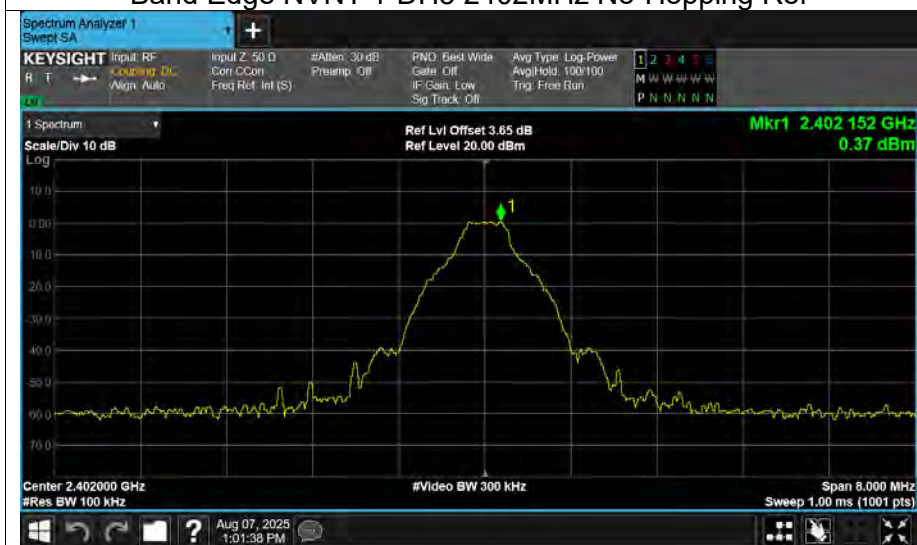 Band Edge NVNT 1-DH5 2402MHz No-Hopping Ref
Spectrum Analyzer 1
Swept SA
+
KEYSIGHT Input: RF Input Z: 50 Ω #Atten: 30 dB PNO: Best Wide Avg Type: Log-Power 1 2 3 4 5 6
R T Coupling: DC Corr CCorr Preamp: Off Gate: Off Avg|Hold: 100/100 M W W W W W
Align: Auto Freq Ref: Int (S) IF Gain: Low Trig: Free Run
Sig Track: Off P N N N N N
1 Spectrum Ref Lvl Offset 3.65 dB Mkr1 2.402 152 GHz
Scale/Div 10 dB Ref Level 20.00 dBm 0.37 dBm
Log
10.0
0.00
1
-10.0
-20.0
-30.0
-40.0
-50.0
-60.0
-70.0
Center 2.402000 GHz #Video BW 300 kHz Span 8.000 MHz
#Res BW 100 kHz Sweep 1.00 ms (1001 pts)
? Aug 07, 2025
1:01:38 PM